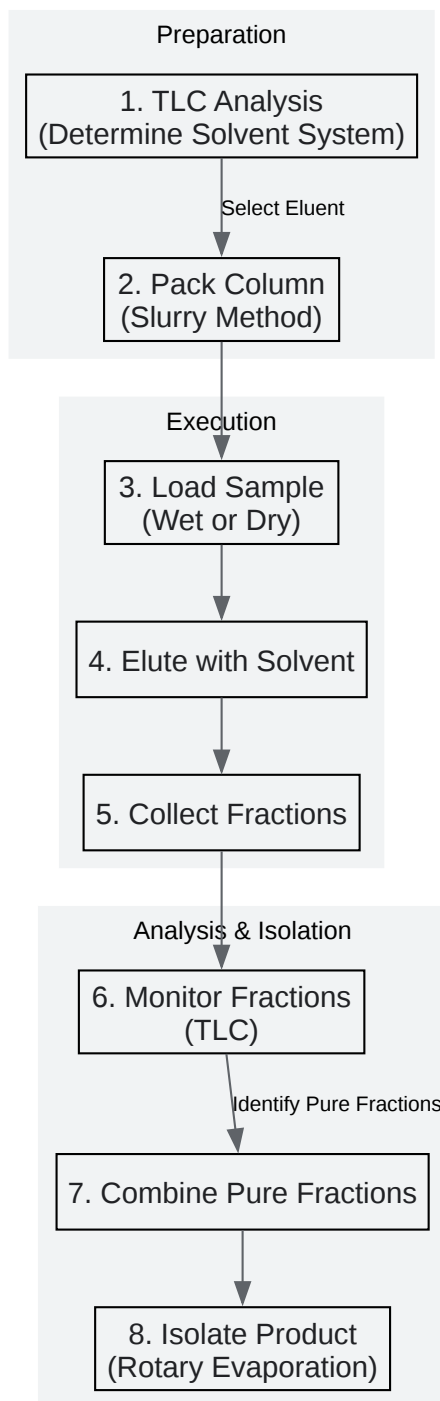 Preparation
1. TLC Analysis
(Determine Solvent System)
Select Eluent
2. Pack Column
(Slurry Method)
Execution
3. Load Sample
(Wet or Dry)
4. Elute with Solvent
5. Collect Fractions
Analysis & Isolation
6. Monitor Fractions
(TLC)
Identify Pure Fractions
7. Combine Pure Fractions
8. Isolate Product
(Rotary Evaporation)